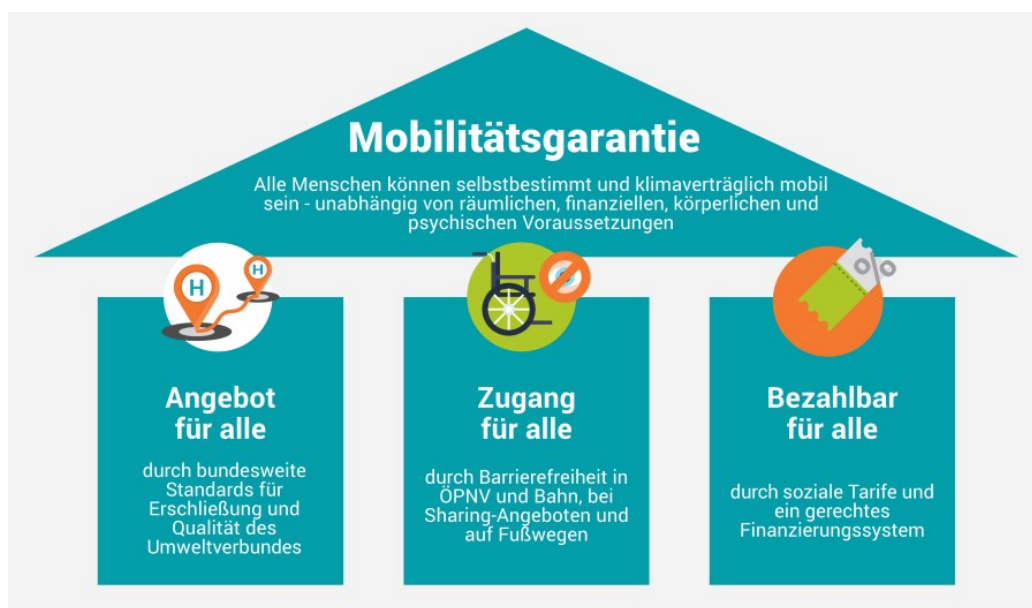 Mobilitätsgarantie
Alle Menschen können selbstbestimmt und klimaverträglich mobil
sein - unabhängig von räumlichen, finanziellen, körperlichen und
psychischen Voraussetzungen
H
H
Angebot
für alle
durch bundesweite
Standards für
Erschließung und
Qualität des
Umweltverbundes
Zugang
für alle
durch Barrierefreiheit in
ÖPNV und Bahn, bei
Sharing-Angeboten und
auf Fußwegen
%
Bezahlbar
für alle
durch soziale Tarife und
ein gerechtes
Finanzierungssystem